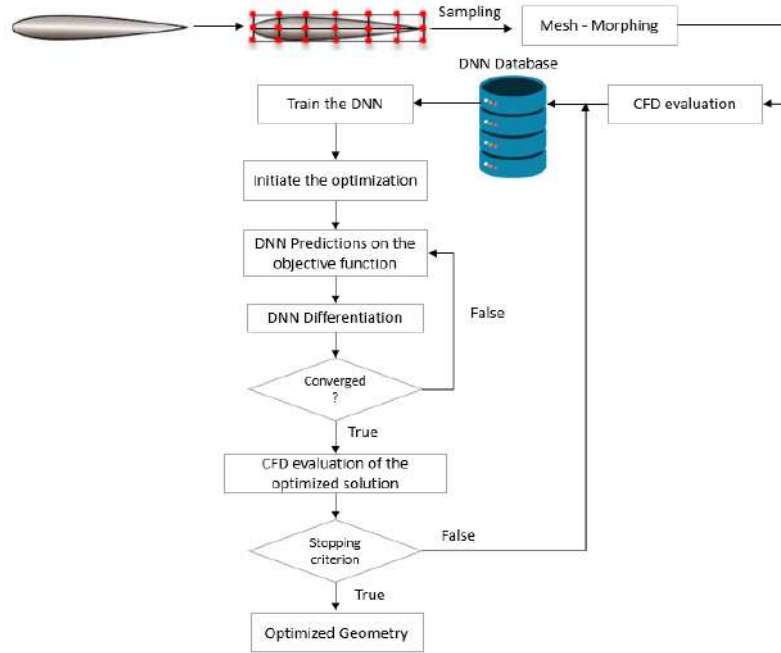 Sampling
Mesh - Morphing
DNN Database
Train the DNN
CFD evaluation
Initiate the optimization
DNN Predictions on the
objective function
False
DNN Differentiation
Converged
?
True
CFD evaluation of the
optimized solution
False
Stopping
criterion
True
Optimized Geometry